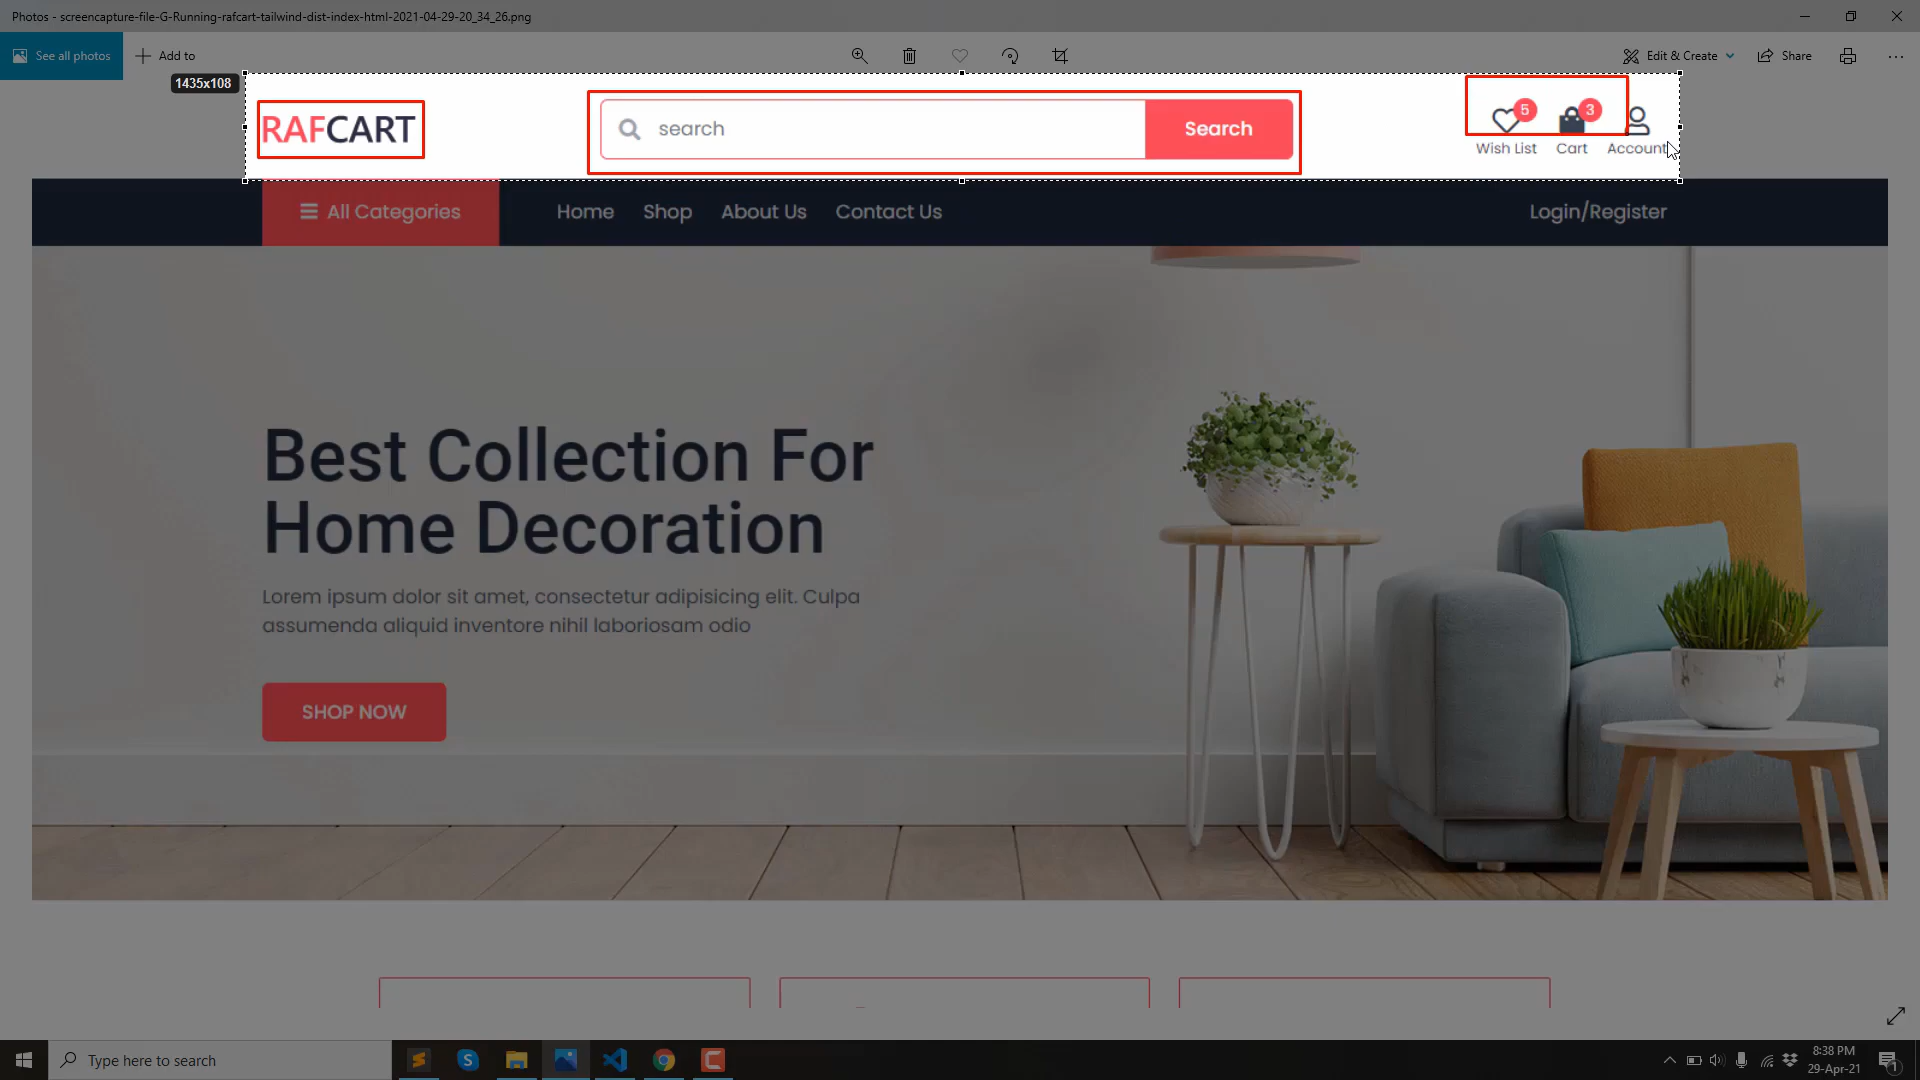 Photos - screencapture-file-G-Running-rafcart-tailwind-dist-index-html-2021-04-29-20_34_26.png
See all photos
Add to
Edit & Create
Share
1435x108
RAFCART
search
Search
5
3
Wish List
Cart
Account
All Categories
Home
Shop
About Us
Contact Us
Login/Register
Best Collection For
Home Decoration
Lorem ipsum dolor sit amet, consectetur adipisicing elit. Culpa
assumenda aliquid inventore nihil laboriosam odio
SHOP NOW
Type here to search
8:38 PM
29-Apr-21
1